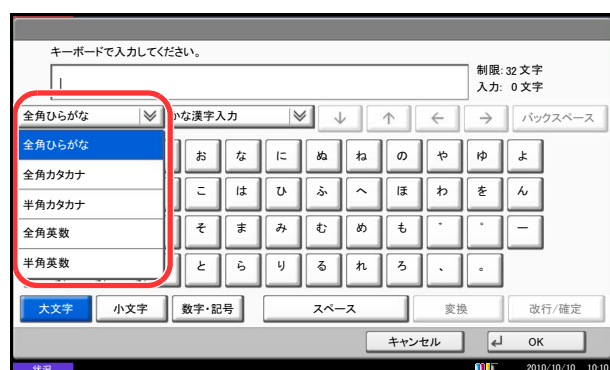 キーボードで入力してください。
制限: 32 文字
入力: 0 文字
全角ひらがな かな漢字入力 ↓ ↑ ← → バックスペース
全角ひらがな
全角カタカナ
半角カタカナ
全角英数
半角英数
お な に ぬ ね の や ゆ よ
こ は ひ ふ へ ほ わ を ん
そ ま み む め も ゛ ゜ ー
と ら り る れ ろ 、 。
大文字 小文字 数字・記号 スペース 変換 改行/確定
キャンセル OK
状況 2010/10/10 10:10